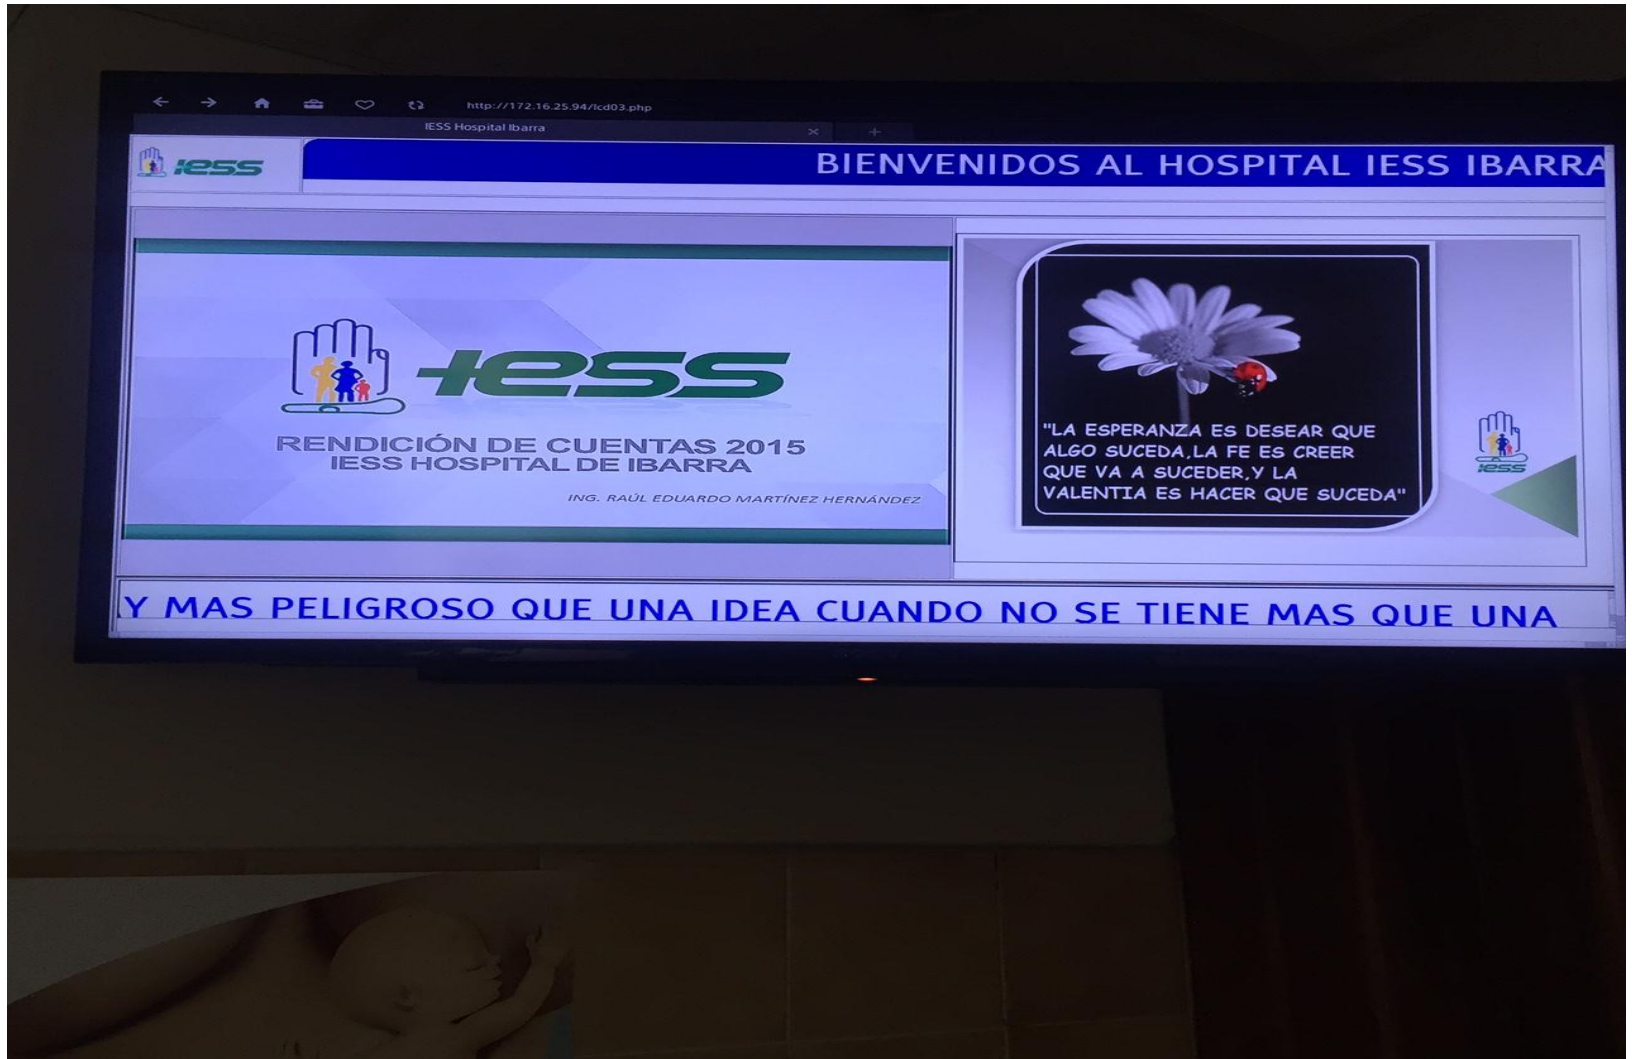 http://172.16.25.94/lcd03.php
IESS Hospital Ibarra
IESS
BIENVENIDOS AL HOSPITAL IESS IBARRA
IESS
RENDICIÓN DE CUENTAS 2015
IESS HOSPITAL DE IBARRA
ING. RAÚL EDUARDO MARTÍNEZ HERNÁNDEZ
"LA ESPERANZA ES DESEAR QUE
ALGO SUCEDA,LA FE ES CREER
QUE VA A SUCEDER,Y LA
VALENTIA ES HACER QUE SUCEDA"
IESS
Y MAS PELIGROSO QUE UNA IDEA CUANDO NO SE TIENE MAS QUE UNA